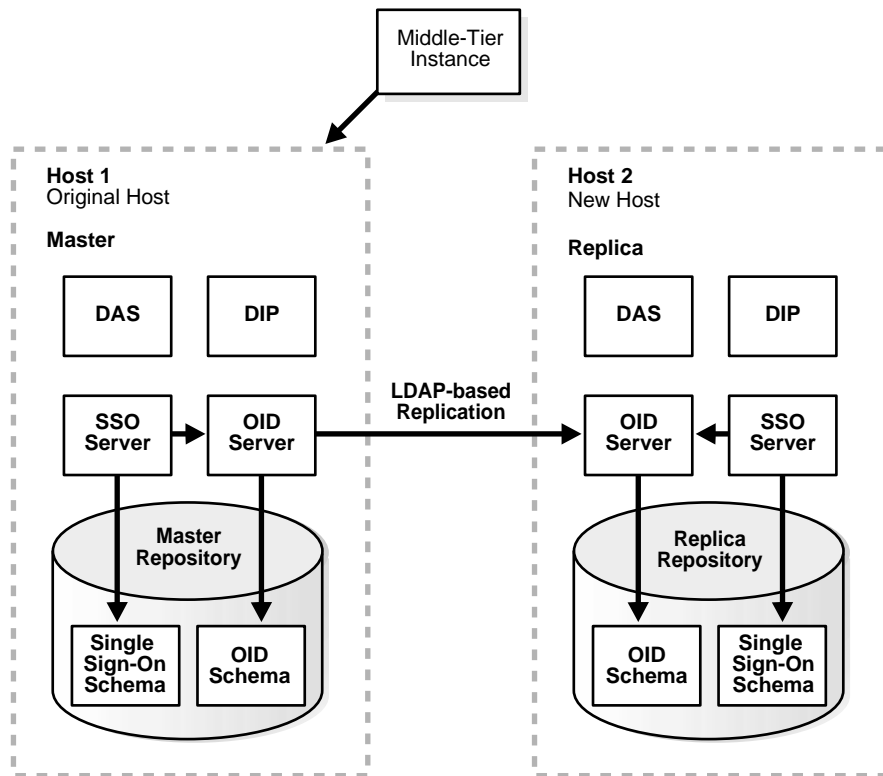 Middle-Tier
Instance
Host 1
Original Host
Master
DAS
DIP
SSO
Server
OID
Server
LDAP-based
Replication
Master
Repository
Single
Sign-On
Schema
OID
Schema
Host 2
New Host
Replica
DAS
DIP
OID
Server
SSO
Server
Replica
Repository
OID
Schema
Single
Sign-On
Schema